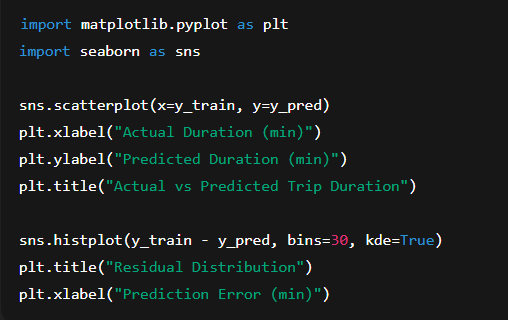 import matplotlib.pyplot as plt
import seaborn as sns
sns.scatterplot(x=y_train, y=y_pred)
plt.xlabel("Actual Duration (min)")
plt.ylabel("Predicted Duration (min)")
plt.title("Actual vs Predicted Trip Duration")
sns.histplot(y_train - y_pred, bins=30, kde=True)
plt.title("Residual Distribution")
plt.xlabel("Prediction Error (min)")